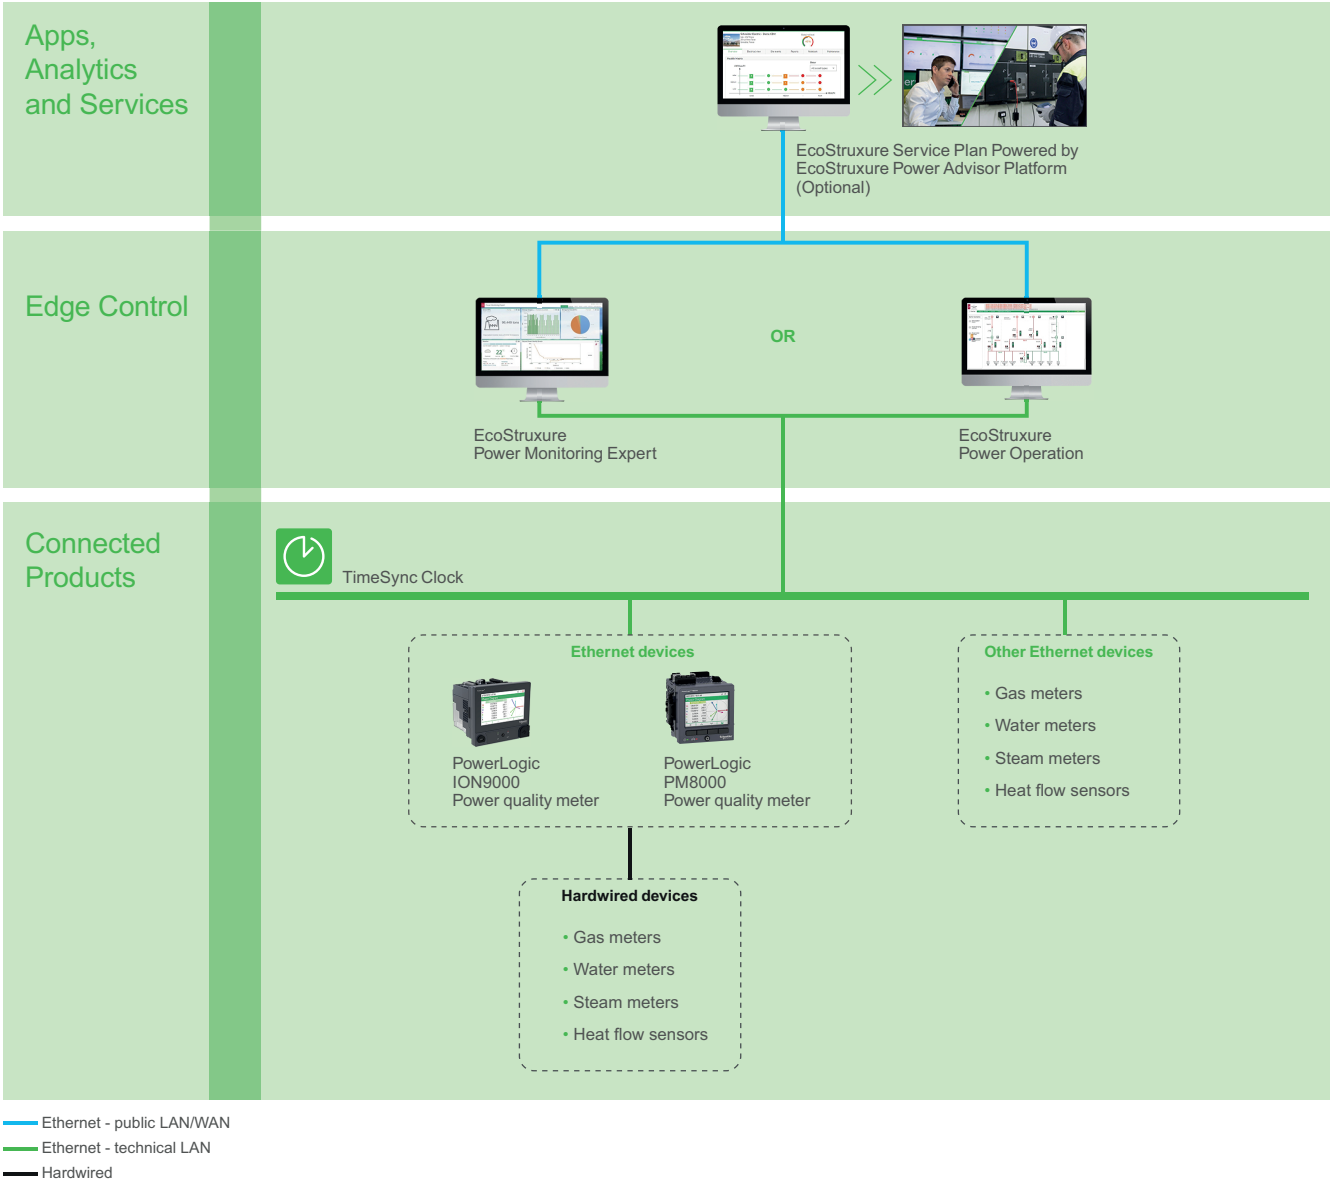 Apps,
Analytics
and Services
EcoStruxure Service Plan Powered by
EcoStruxure Power Advisor Platform
(Optional)
Edge Control
OR
EcoStruxure
Power Monitoring Expert
EcoStruxure
Power Operation
Connected
Products
TimeSync Clock
Ethernet devices
PowerLogic
ION9000
Power quality meter
PowerLogic
PM8000
Power quality meter
Other Ethernet devices
• Gas meters
• Water meters
• Steam meters
• Heat flow sensors
Hardwired devices
• Gas meters
• Water meters
• Steam meters
• Heat flow sensors
Ethernet - public LAN/WAN
Ethernet - technical LAN
Hardwired